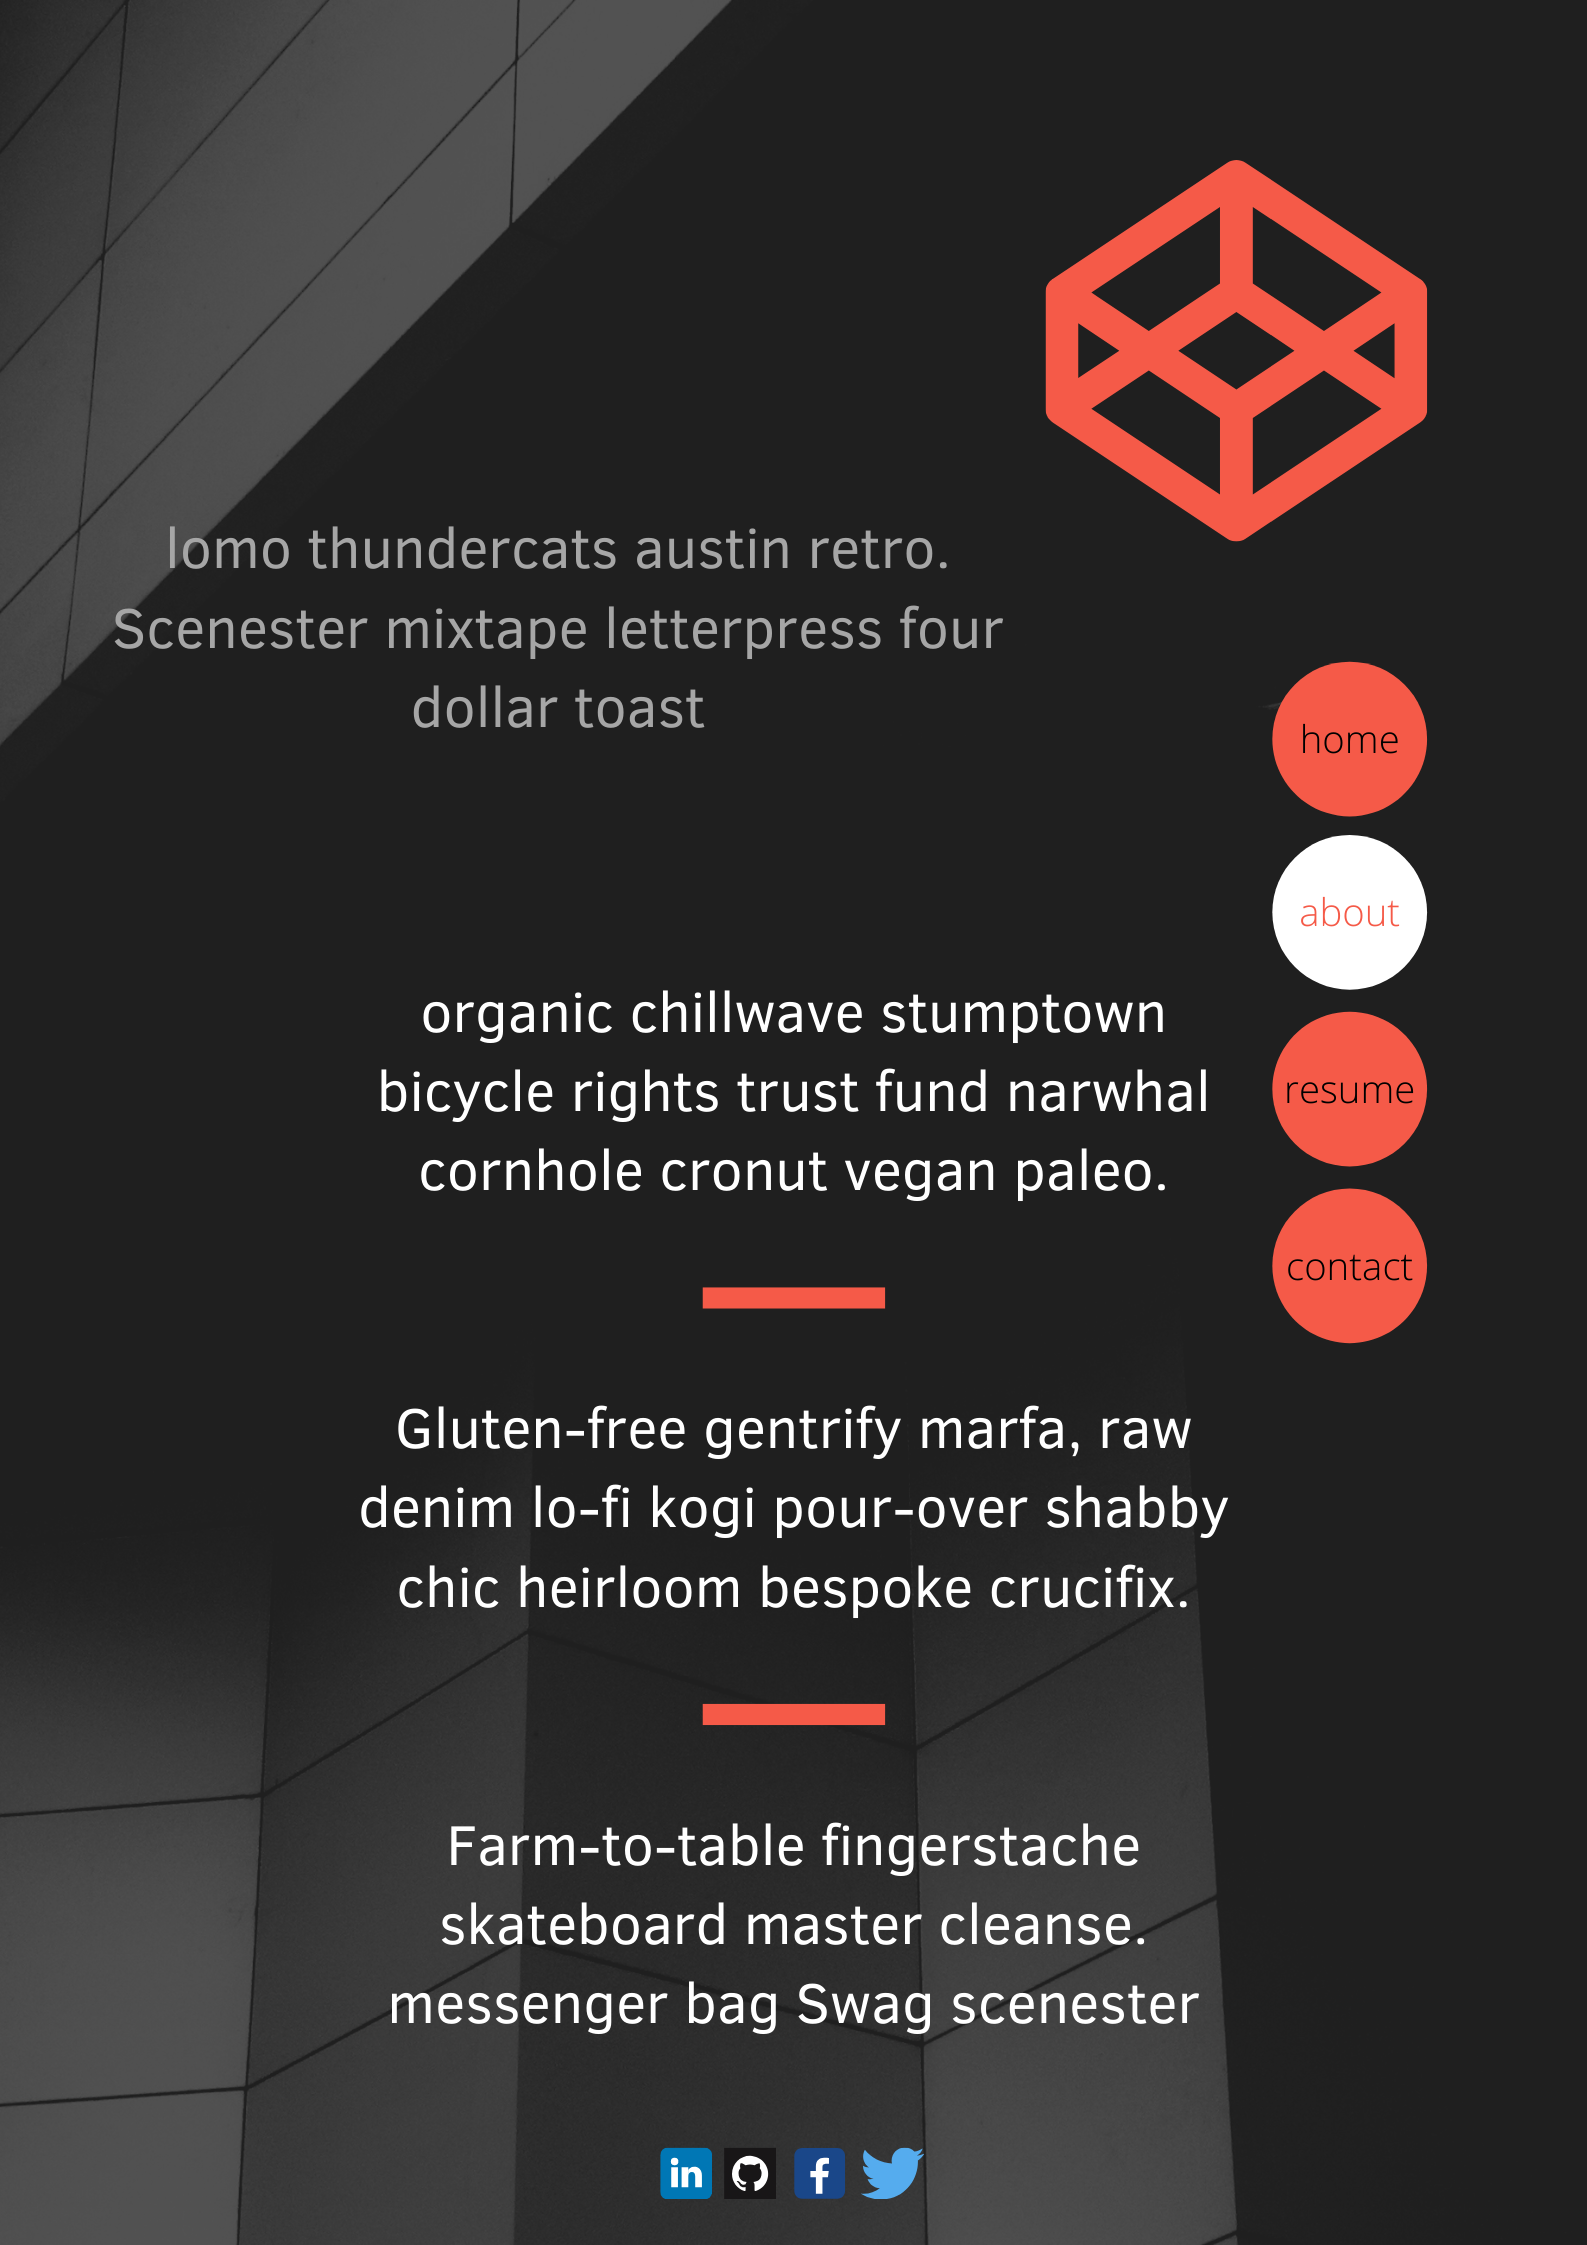 lomo thundercats austin retro.
Scenester mixtape letterpress four
dollar toast
home
about
organic chillwave stumptown
bicycle rights trust fund narwhal
cornhole cronut vegan paleo.
resume
contact
Gluten-free gentrify marfa, raw
denim lo-fi kogi pour-over shabby
chic heirloom bespoke crucifix.
Farm-to-table fingerstache
skateboard master cleanse.
messenger bag Swag scenester
in
f